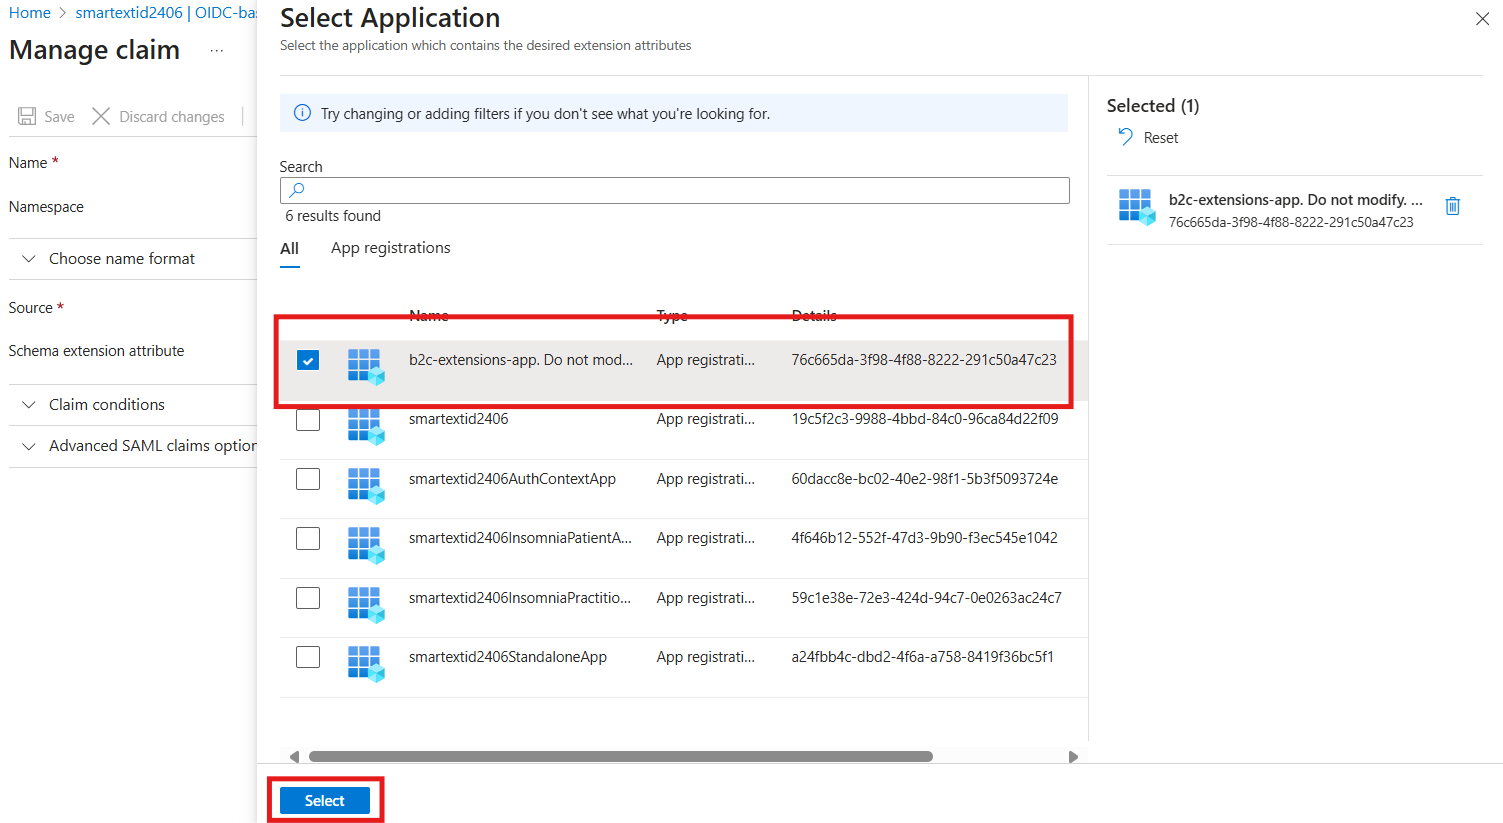 Home > smartextid2406 | OIDC-ba
Manage claim ...
Save Discard changes
Name *
Namespace
Choose name format
Source *
Schema extension attribute
Claim conditions
Advanced SAML claims option
Select Application
Select the application which contains the desired extension attributes
Try changing or adding filters if you don't see what you're looking for.
Search
6 results found
All App registrations
Name Type Details
b2c-extensions-app. Do not mod... App registrati... 76c665da-3f98-4f88-8222-291c50a47c23
smartextid2406 App registrati... 19c5f2c3-9988-4bbd-84c0-96ca84d22f09
smartextid2406AuthContextApp App registrati... 60dacc8e-bc02-40e2-98f1-5b3f5093724e
smartextid2406InsomniaPatientA... App registrati... 4f646b12-552f-47d3-9b90-f3ec545e1042
smartextid2406InsomniaPractitio... App registrati... 59c1e38e-72e3-424d-94c7-0e0263ac24c7
smartextid2406StandaloneApp App registrati... a24fbb4c-dbd2-4f6a-a758-8419f36bc5f1
Select
Selected (1)
Reset
b2c-extensions-app. Do not modify. ...
76c665da-3f98-4f88-8222-291c50a47c23